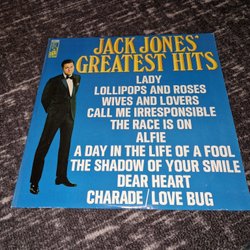 JACK JONES'
GREATEST HITS
LADY
LOLLIPOPS AND ROSES
WIVES AND LOVERS
CALL ME IRRESPONSIBLE
THE RACE IS ON
ALFIE
A DAY IN THE LIFE OF A FOOL
THE SHADOW OF YOUR SMILE
DEAR HEART
CHARADE/LOVE BUG